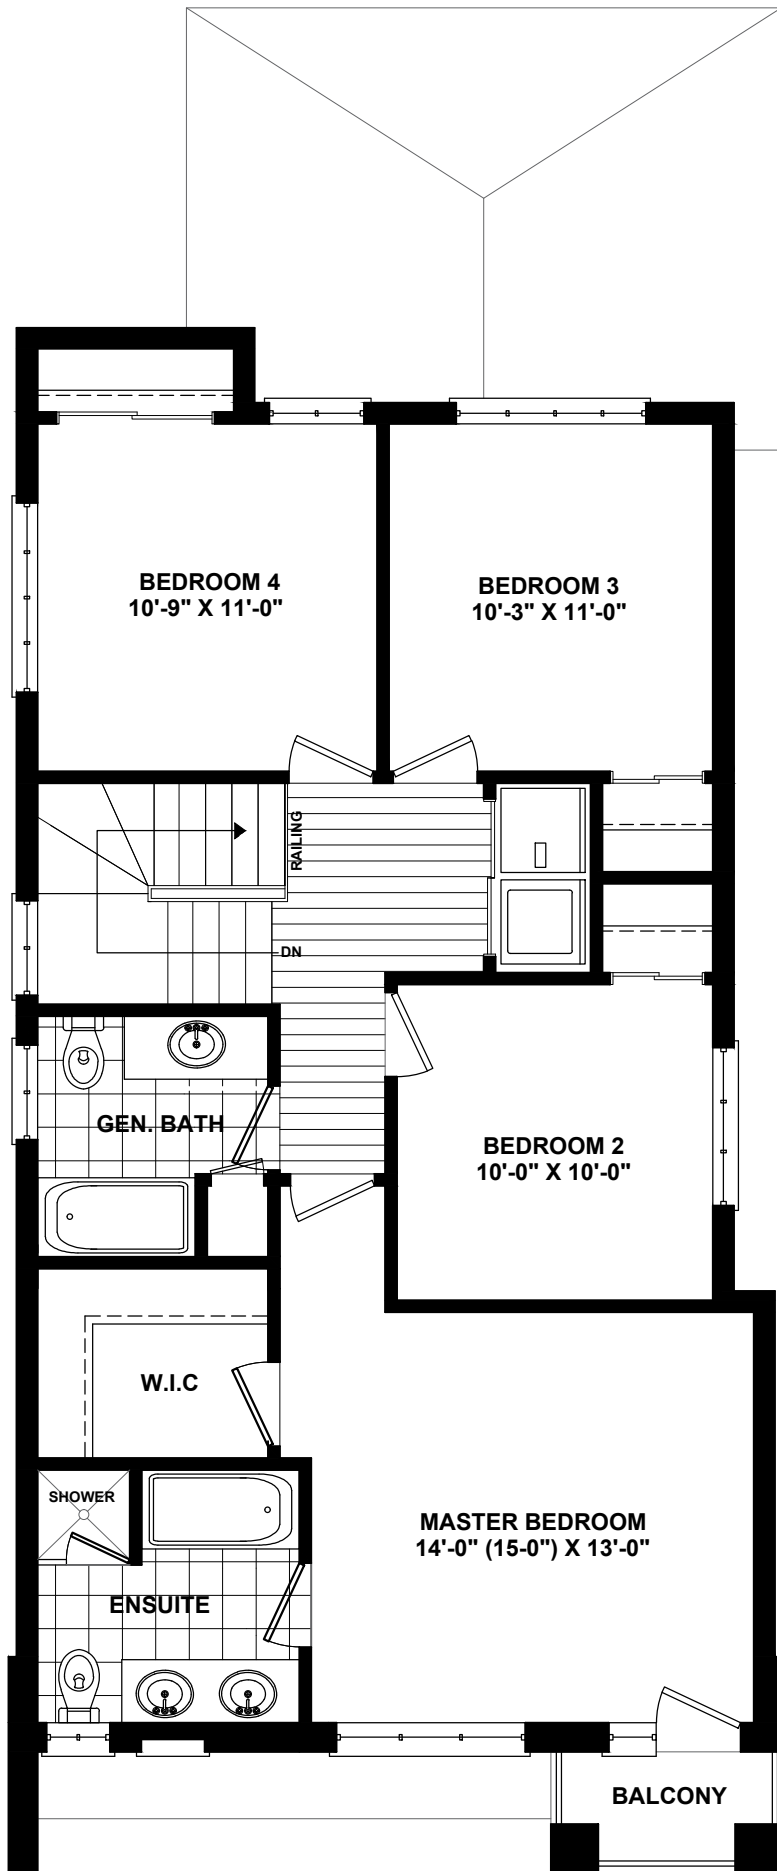 BEDROOM 4
10'-9" X 11'-0"
BEDROOM 3
10'-3" X 11'-0"
RAILING
DN
GEN. BATH
BEDROOM 2
10'-0" X 10'-0"
W.I.C
SHOWER
MASTER BEDROOM
14'-0" (15-0") X 13'-0"
ENSUITE
BALCONY